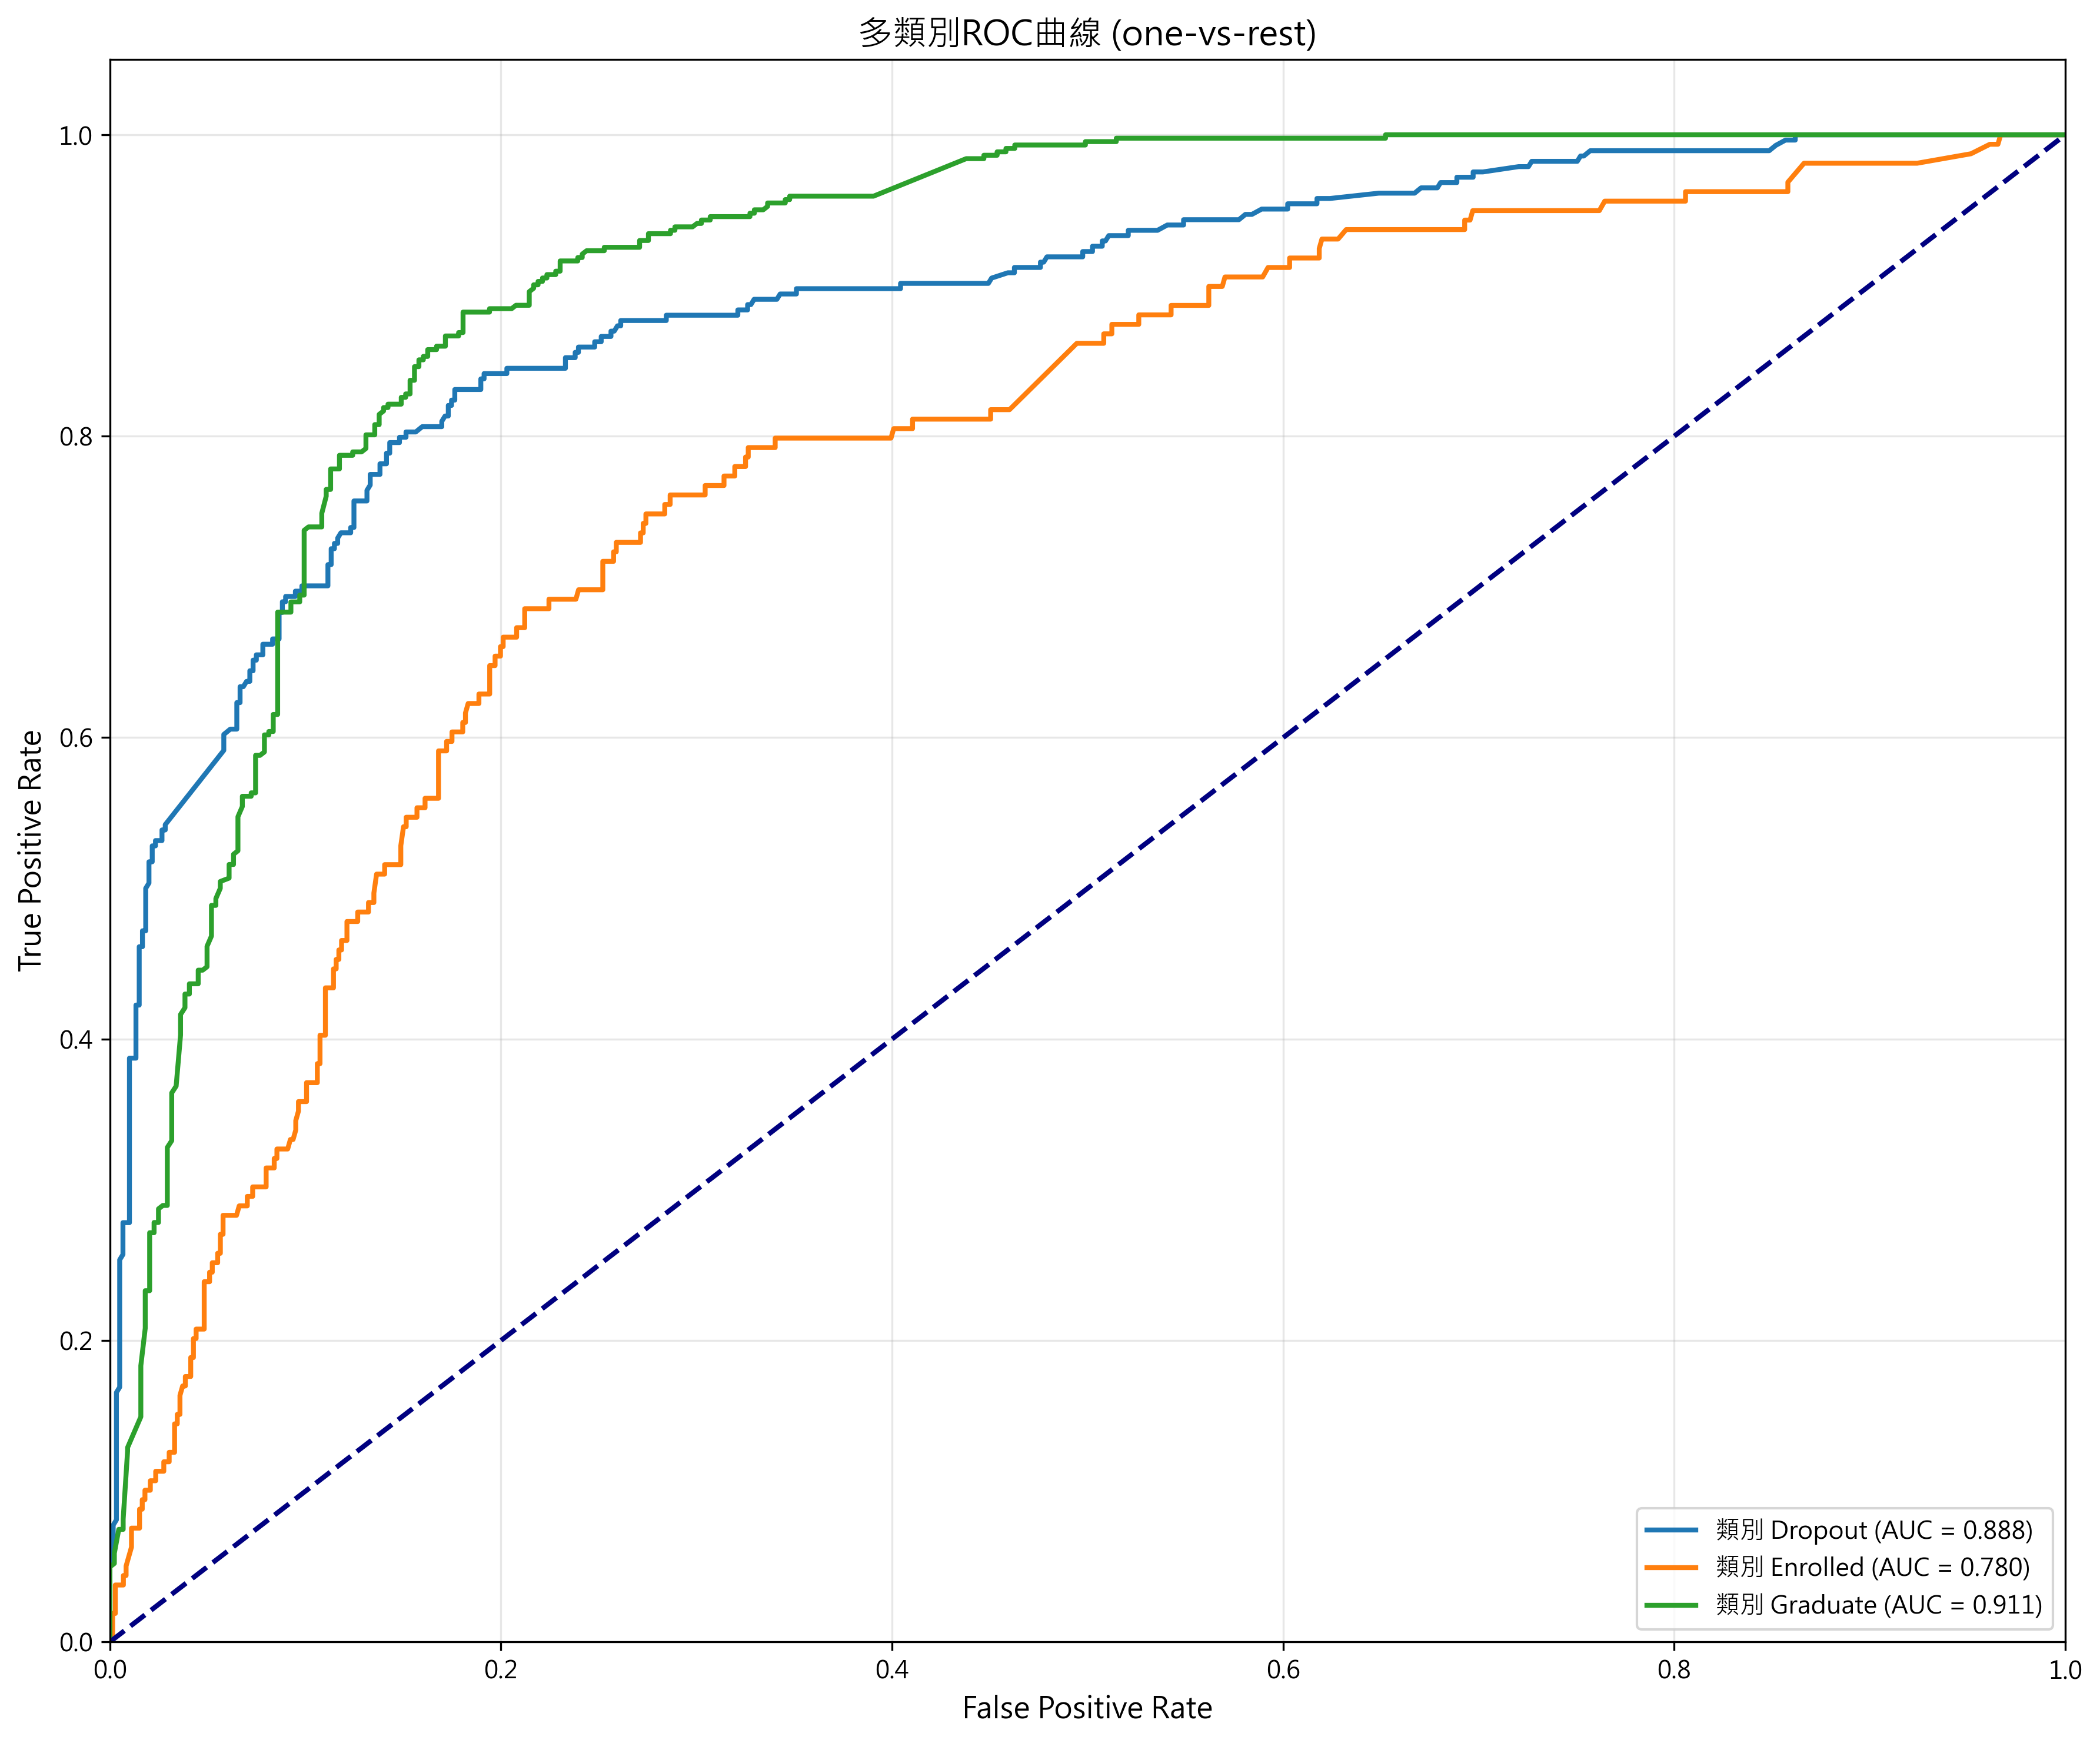 多類別ROC曲線 (one-vs-rest)
True Positive Rate
1.0
0.8
0.6
0.4
0.2
0.0
0.0 0.2 0.4 0.6 0.8 1.0
False Positive Rate
類別 Dropout (AUC = 0.888)
類別 Enrolled (AUC = 0.780)
類別 Graduate (AUC = 0.911)